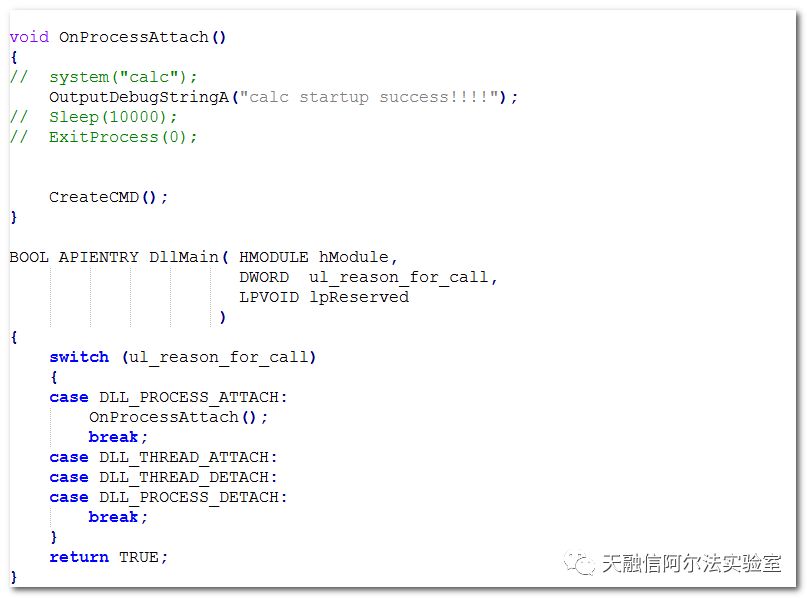 void OnProcessAttach()
{
//  system("calc");
    OutputDebugStringA("calc startup success!!!!");
//  Sleep(10000);
//  ExitProcess(0);
    CreateCMD();
}
BOOL APIENTRY DllMain( HMODULE hModule,
                       DWORD  ul_reason_for_call,
                       LPVOID lpReserved
                     )
{
    switch (ul_reason_for_call)
    {
    case DLL_PROCESS_ATTACH:
        OnProcessAttach();
        break;
    case DLL_THREAD_ATTACH:
    case DLL_THREAD_DETACH:
    case DLL_PROCESS_DETACH:
        break;
    }
    return TRUE;
}
天融信阿尔法实验室